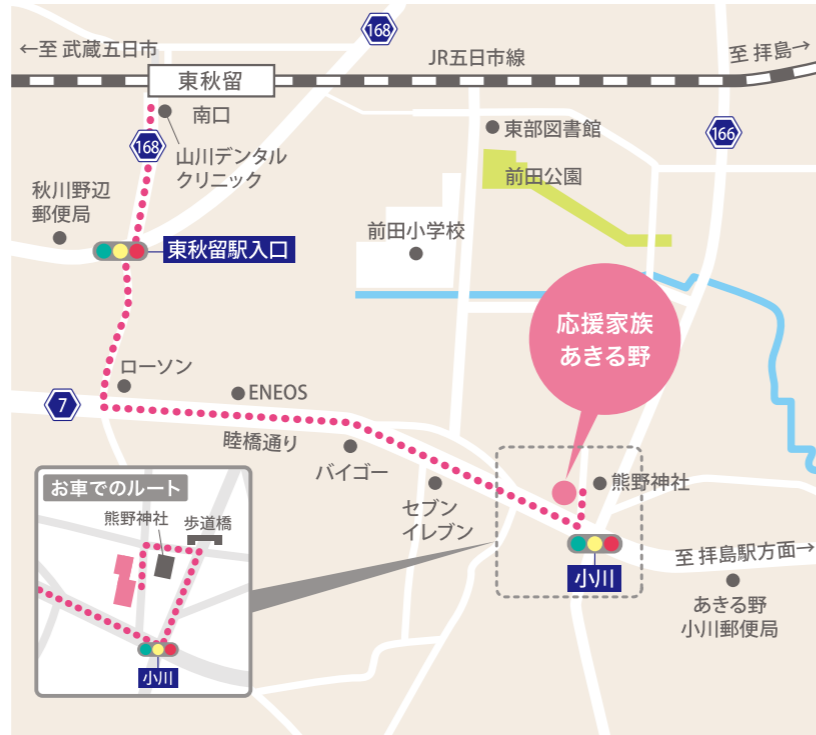 168
←至 武蔵五日市
JR五日市線
至 拝島→
東秋留
南口
168
山川デンタル
クリニック
東部図書館
166
前田公園
秋川野辺
郵便局
前田小学校
東秋留駅入口
応援家族
あきる野
ローソン
ENEOS
7
睦橋通り
バイゴー
セブン
イレブン
熊野神社
小川
至 拝島駅方面→
あきる野
小川郵便局
お車でのルート
熊野神社
歩道橋
小川